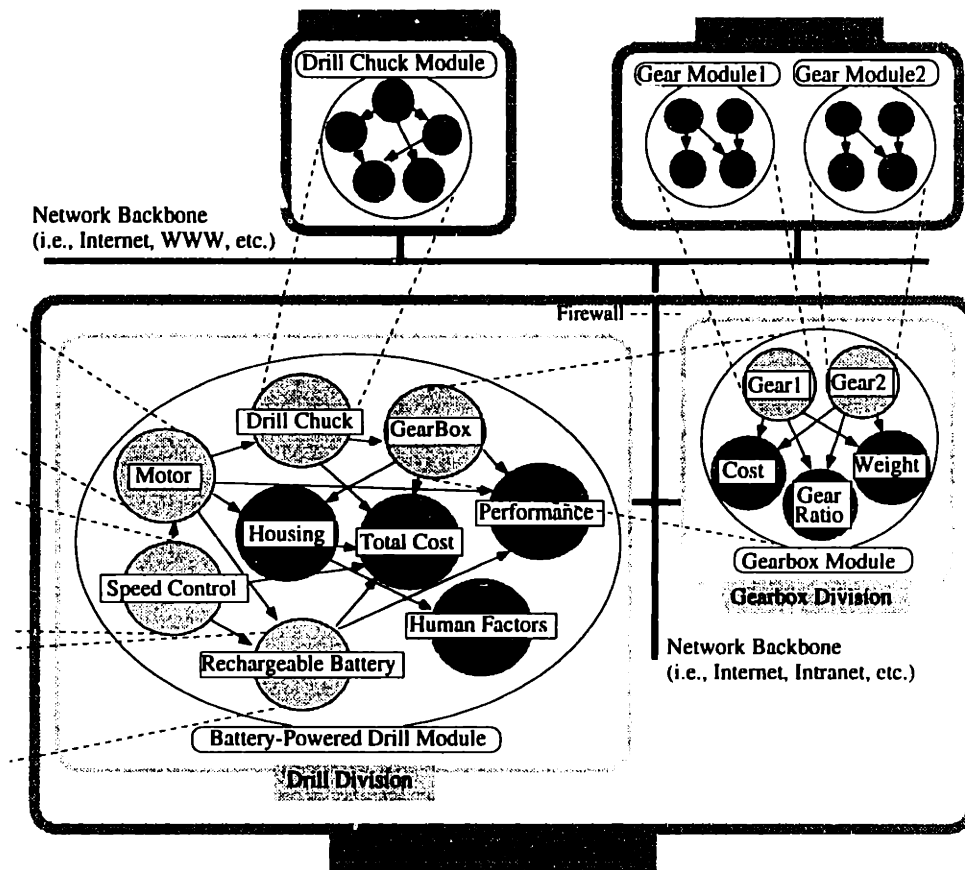 Drill Chuck Module
Gear Module1
Gear Module2
Network Backbone
(i.e., Internet, WWW, etc.)
Firewall
Drill Chuck
GearBox
Motor
Housing
Total Cost
Performance
Speed Control
Human Factors
Rechargeable Battery
Battery-Powered Drill Module
Drill Division
Gear1
Gear2
Cost
Weight
Gear
Ratio
Gearbox Module
Gearbox Division
Network Backbone
(i.e., Internet, Intranet, etc.)